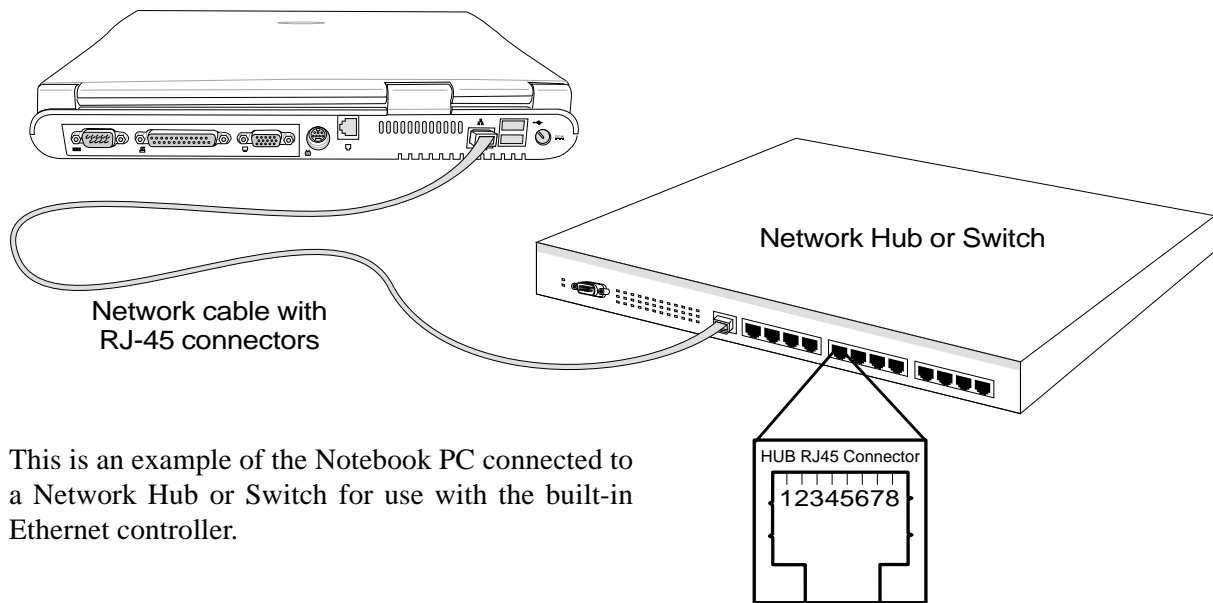 Network Hub or Switch
Network cable with
RJ-45 connectors
HUB RJ45 Connector
12345678
This is an example of the Notebook PC connected to
a Network Hub or Switch for use with the built-in
Ethernet controller.